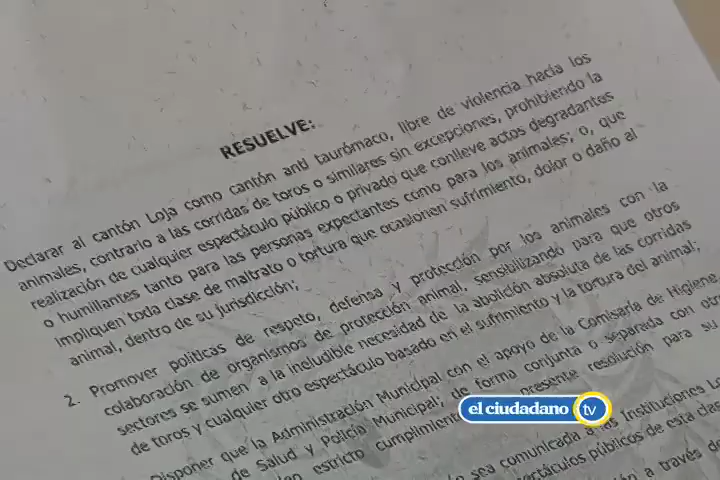 RESUELVE:
Declarar al cantón Loja como cantón anti taurómaco, libre de violencia hacia los
animales, contrario a las corridas de toros o similares sin excepciones, prohibiendo la
realización de cualquier espectáculo público o privado que conlleve actos degradantes
o humillantes tanto para las personas expectantes como para los animales; o, que
impliquen toda clase de maltrato o tortura que ocasionen sufrimiento, dolor o daño al
animal, dentro de su jurisdicción;
2. Promover políticas de respeto, defensa y protección por los animales con la
colaboración de organismos de protección animal, sensibilizando para que otros
sectores se sumen a la ineludible necesidad de la abolición absoluta de las corridas
de toros y cualquier otro espectáculo basado en el sufrimiento y la tortura del animal;
Disponer que la Administración Municipal con el apoyo de la Comisaría de Higiene
de Salud y Policía Municipal; de forma conjunta o separada con
estricto presente resolución para su
sea comunicada a Instituciones
públicos de esta
a través
el ciudadano tv